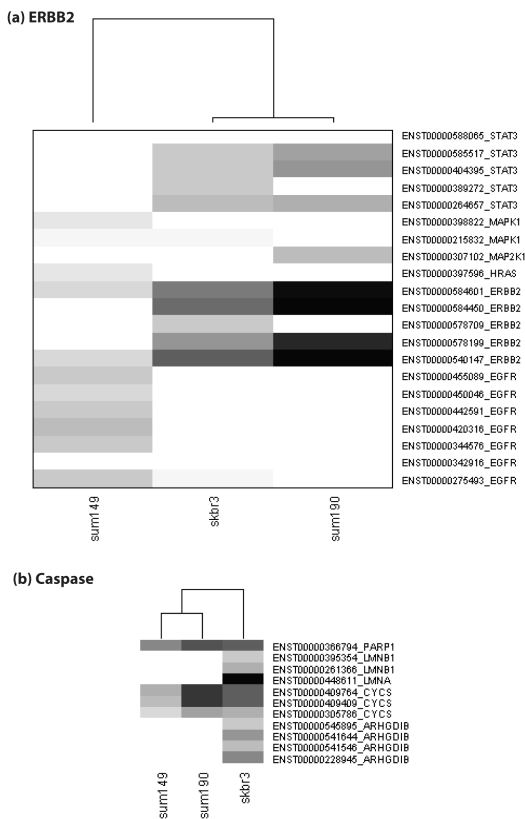 (a) ERBB2
ENST00000588065_STAT3
ENST00000585517_STAT3
ENST00000404395_STAT3
ENST00000389272_STAT3
ENST00000264657_STAT3
ENST00000398822_MAPK1
ENST00000215832_MAPK1
ENST00000307102_MAP2K1
ENST00000397596_HRAS
ENST00000584601_ERBB2
ENST00000584450_ERBB2
ENST00000578709_ERBB2
ENST00000578199_ERBB2
ENST00000540147_ERBB2
ENST00000455089_EGFR
ENST00000450046_EGFR
ENST00000442591_EGFR
ENST00000420316_EGFR
ENST00000344576_EGFR
ENST00000342916_EGFR
ENST00000275493_EGFR
sum149
skbr3
sum190
(b) Caspase
ENST00000366794_PARP1
ENST00000395354_LMNB1
ENST00000261366_LMNB1
ENST00000448611_LMNA
ENST00000409764_CYCS
ENST00000409409_CYCS
ENST00000305786_CYCS
ENST00000545895_ARHGDIB
ENST00000541644_ARHGDIB
ENST00000541546_ARHGDIB
ENST00000228945_ARHGDIB
sum149
sum190
skbr3